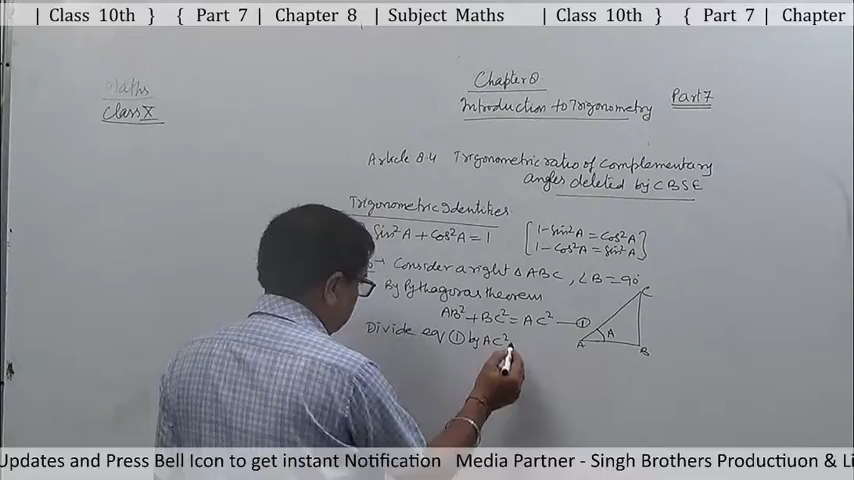 | Class 10th } { Part 7 | Chapter 8 | Subject Maths | Class 10th } { Part 7 | Chapter
Maths
Class X
Chapter 8
Introduction to Trigonometry Part 7
Article 8.4 Trigonometric ratio of Complementary
angles deleted by CBSE
Trigonometric Identities
Sin²A + Cos²A = 1 [1-Sin²A = Cos²A
1-Cos²A = Sin²A]
Consider a right Δ ABC, ∠B = 90°
By Pythagoras theorem
AB² + BC² = AC² — ①
Divide eq ① by AC²
C
A
A
B
Updates and Press Bell Icon to get instant Notification Media Partner - Singh Brothers Productiuon & Li